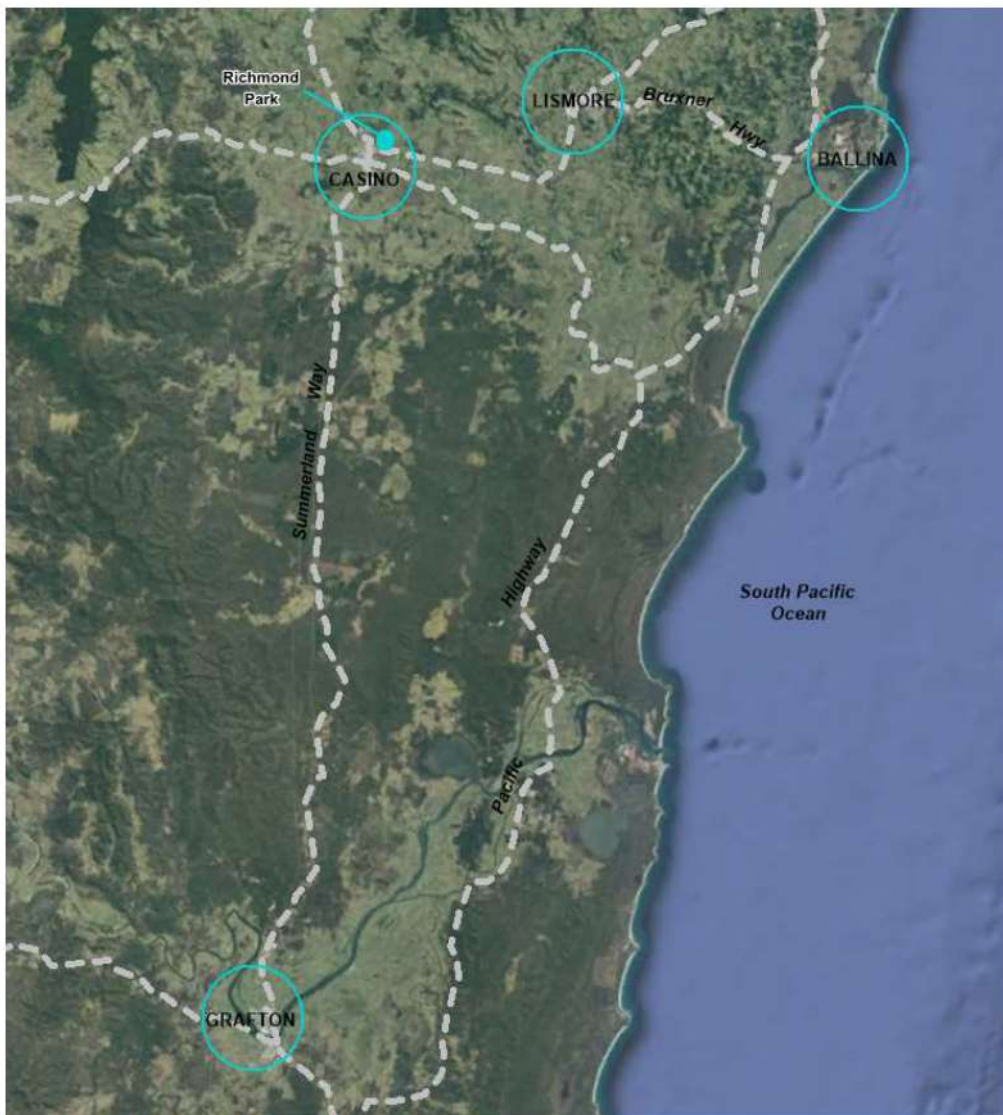 Richmond
Park
LISMORE
Bruxner
Hwy
CASINO
BALLINA
Summerland Way
Highway
South Pacific
Ocean
Pacific
GRAFTON